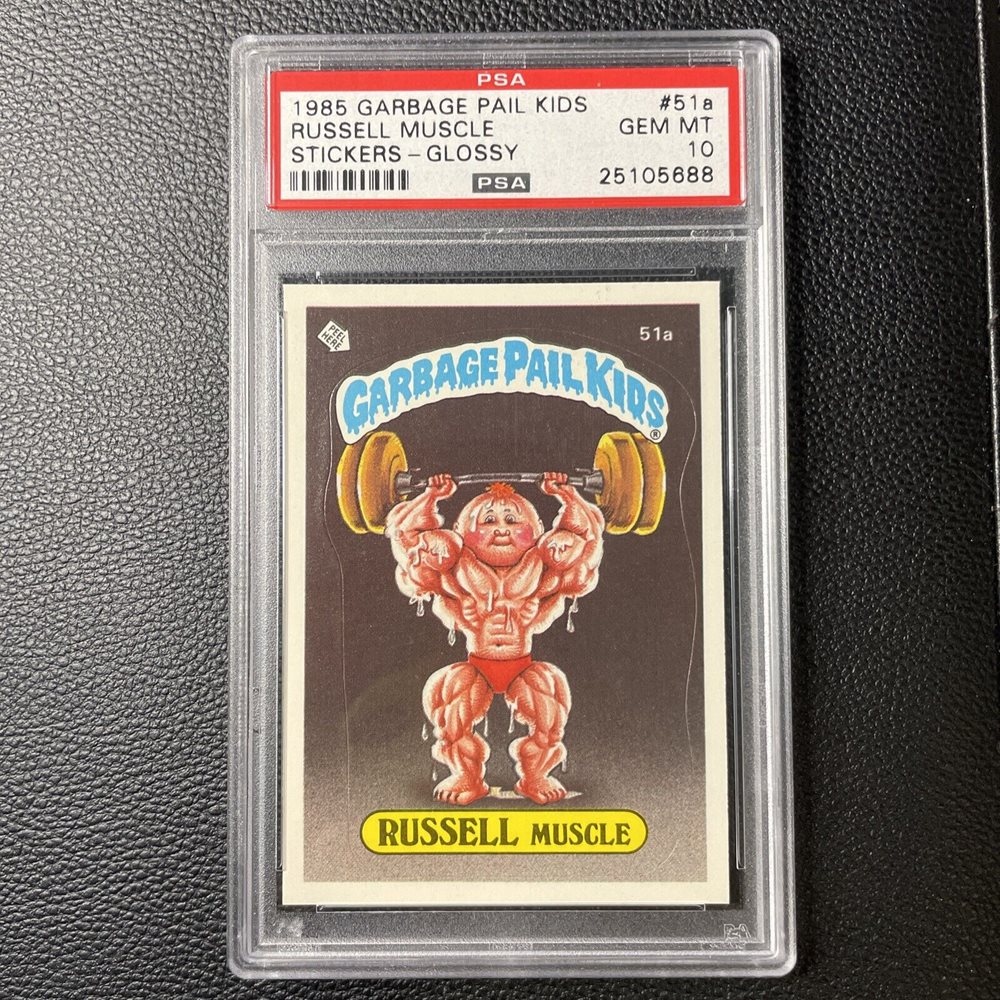 PSA
1985 GARBAGE PAIL KIDS #51a
RUSSELL MUSCLE GEM MT
STICKERS – GLOSSY 10
PSA 25105688
PEEL HERE
51a
GARBAGE PAIL KIDS®
RUSSELL MUSCLE
PSA